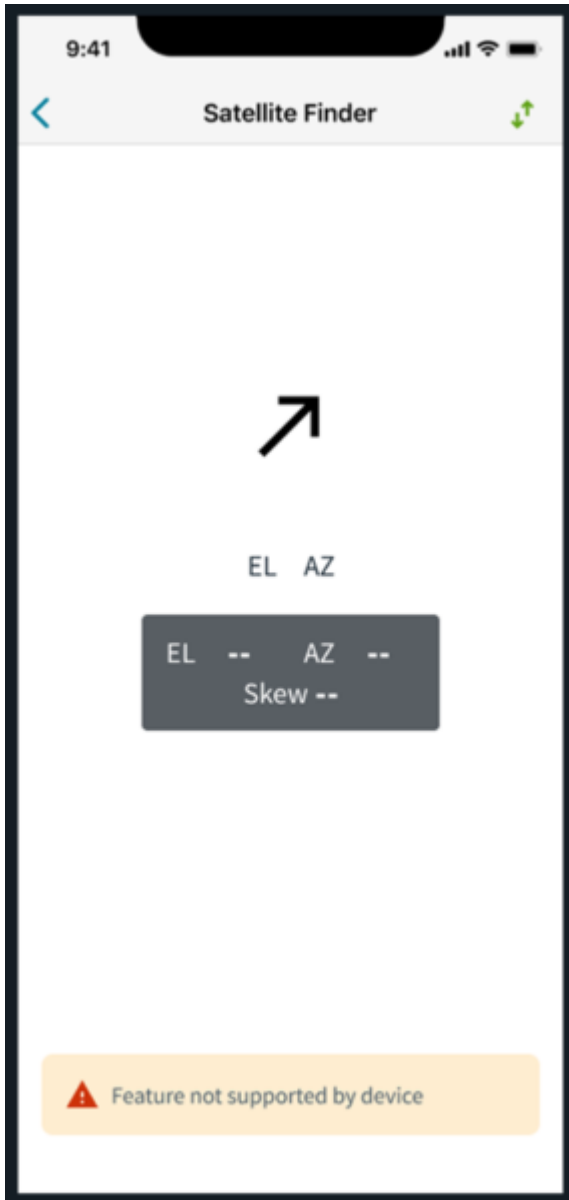 9:41
Satellite Finder
EL AZ
EL -- AZ --
Skew --
Feature not supported by device